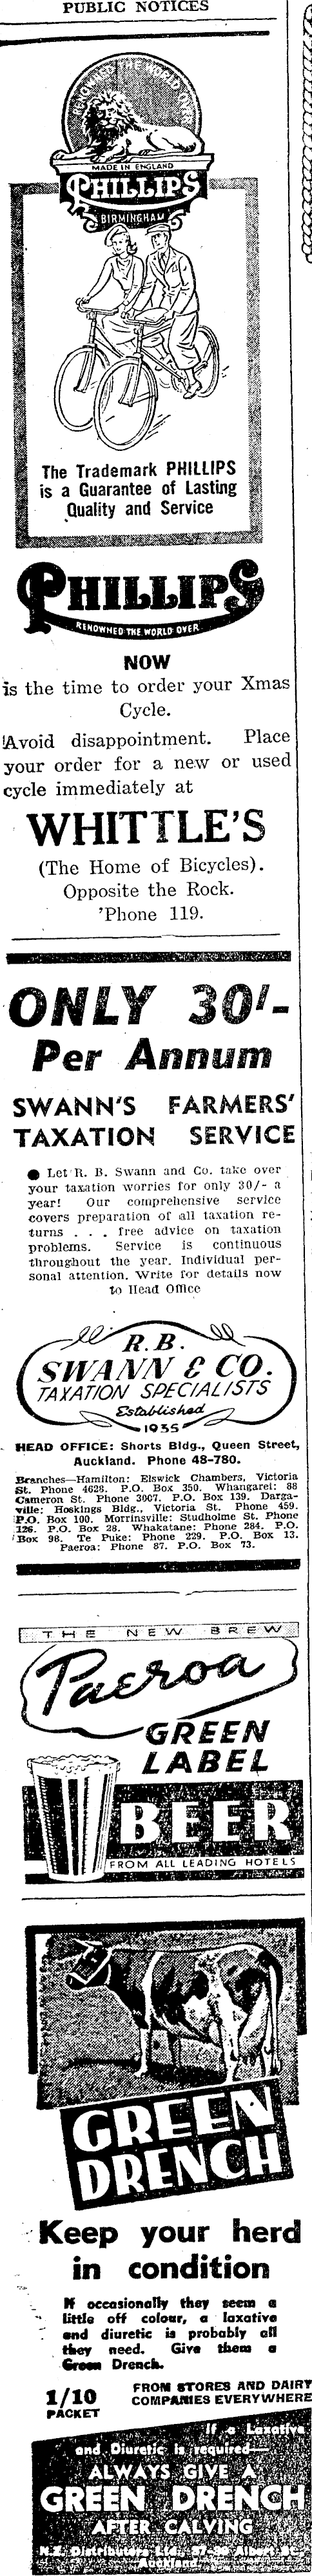 PUBLIC NOTICES
RENOWNED THE WORLD OVER
MADE IN ENGLAND
PHILLIPS
BIRMINGHAM
The Trademark PHILLIPS
is a Guarantee of Lasting
Quality and Service
PHILLIPS
RENOWNED THE WORLD OVER
NOW
is the time to order your Xmas
Cycle.
Avoid disappointment. Place
your order for a new or used
cycle immediately at
WHITTLE'S
(The Home of Bicycles).
Opposite the Rock.
'Phone 119.
ONLY 30/-
Per Annum
SWANN'S FARMERS'
TAXATION SERVICE
● Let R. B. Swann and Co. take over
your taxation worries for only 30/- a
year! Our comprehensive service
covers preparation of all taxation re-
turns . . . free advice on taxation
problems. Service is continuous
throughout the year. Individual per-
sonal attention. Write for details now
to Head Office
R. B.
SWANN & CO.
TAXATION SPECIALISTS
Established
1935
HEAD OFFICE: Shorts Bldg., Queen Street,
Auckland. Phone 48-780.
Branches—Hamilton: Elswick Chambers, Victoria
St. Phone 4628. P.O. Box 350. Whangarei: 88
Cameron St. Phone 3007. P.O. Box 139. Darga-
ville: Hoskings Bldg., Victoria St. Phone 459.
P.O. Box 100. Morrinsville: Studholme St. Phone
126. P.O. Box 28. Whakatane: Phone 284. P.O.
Box 98. Te Puke: Phone 229. P.O. Box 13.
Paeroa: Phone 87. P.O. Box 73.
THE NEW BREW
Paeroa
GREEN
LABEL
BEER
FROM ALL LEADING HOTELS
GREEN
DRENCH
Keep your herd
in condition
If occasionally they seem a
little off colour, a laxative
and diuretic is probably all
they need. Give them a
Green Drench.
1/10
PACKET
FROM STORES AND DAIRY
COMPANIES EVERYWHERE
If a Laxative
and Diuretic is required—
ALWAYS GIVE A
GREEN DRENCH
AFTER CALVING
N.Z. Distributors Ltd. Albert St.
Auckland